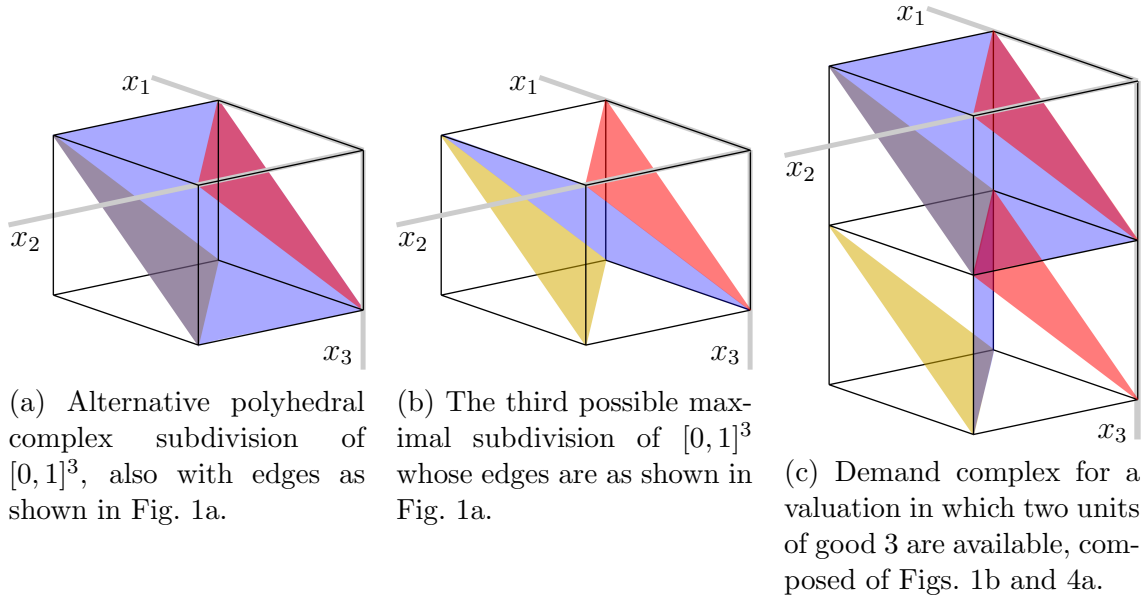 x₁
x₂
x₃
(a) Alternative polyhedral
complex subdivision of
[0, 1]³, also with edges as
shown in Fig. 1a.
x₁
x₂
x₃
(b) The third possible max-
imal subdivision of [0, 1]³
whose edges are as shown in
Fig. 1a.
x₁
x₂
x₃
(c) Demand complex for a
valuation in which two units
of good 3 are available, com-
posed of Figs. 1b and 4a.